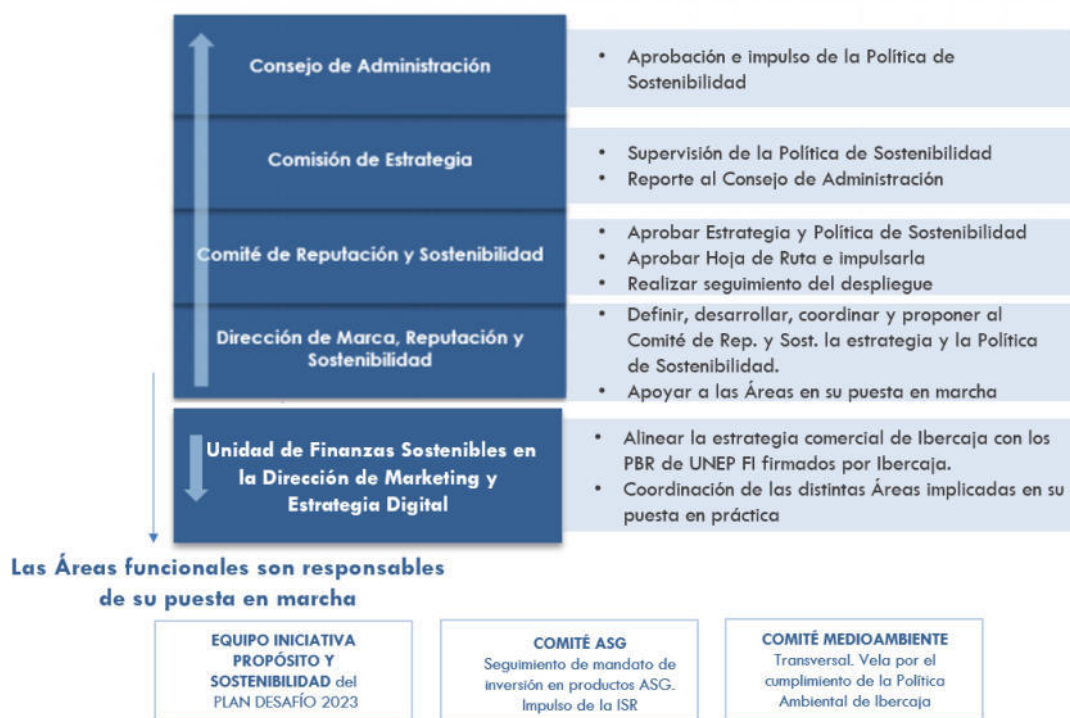 Consejo de Administración
• Aprobación e impulso de la Política de
Sostenibilidad
Comisión de Estrategia
• Supervisión de la Política de Sostenibilidad
• Reporte al Consejo de Administración
Comité de Reputación y Sostenibilidad
• Aprobar Estrategia y Política de Sostenibilidad
• Aprobar Hoja de Ruta e impulsarla
• Realizar seguimiento del despliegue
Dirección de Marca, Reputación y
Sostenibilidad
• Definir, desarrollar, coordinar y proponer al
Comité de Rep. y Sost. la estrategia y la Política
de Sostenibilidad.
• Apoyar a las Áreas en su puesta en marcha
Unidad de Finanzas Sostenibles en
la Dirección de Marketing y
Estrategia Digital
• Alinear la estrategia comercial de Ibercaja con los
PBR de UNEP FI firmados por Ibercaja.
• Coordinación de las distintas Áreas implicadas en su
puesta en práctica
Las Áreas funcionales son responsables
de su puesta en marcha
EQUIPO INICIATIVA
PROPÓSITO Y
SOSTENIBILIDAD del
PLAN DESAFÍO 2023
COMITÉ ASG
Seguimiento de mandato de
inversión en productos ASG.
Impulso de la ISR
COMITÉ MEDIOAMBIENTE
Transversal. Vela por el
cumplimiento de la Política
Ambiental de Ibercaja